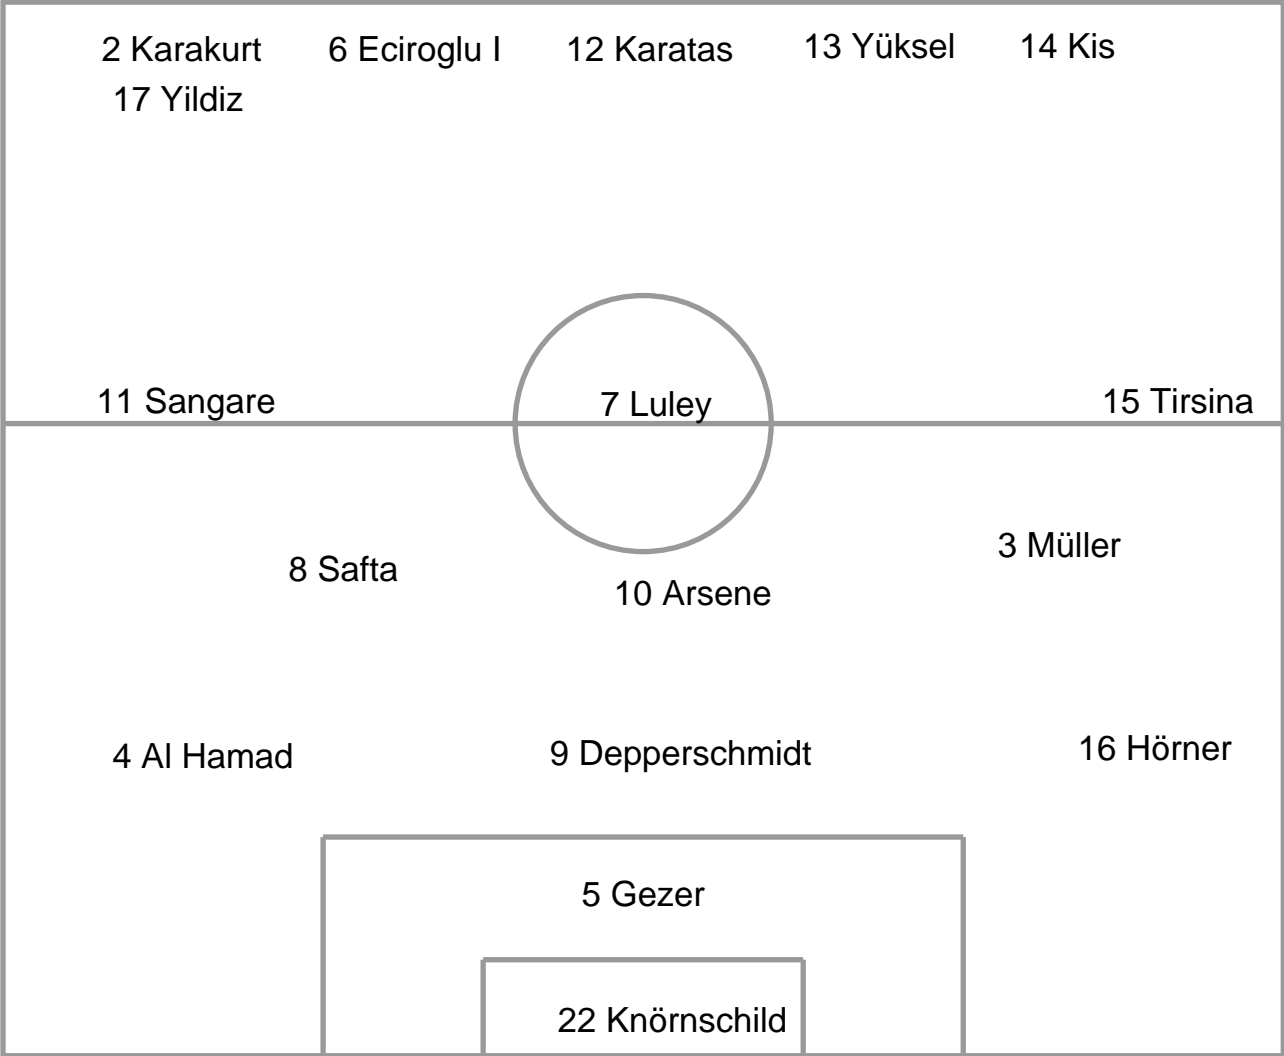 2 Karakurt 6 Eciroglu I 12 Karatas 13 Yüksel 14 Kis
17 Yildiz
11 Sangare 7 Luley 15 Tirsina
8 Safta 10 Arsene 3 Müller
4 Al Hamad 9 Depperschmidt 16 Hörner
5 Gezer
22 Knörnschild